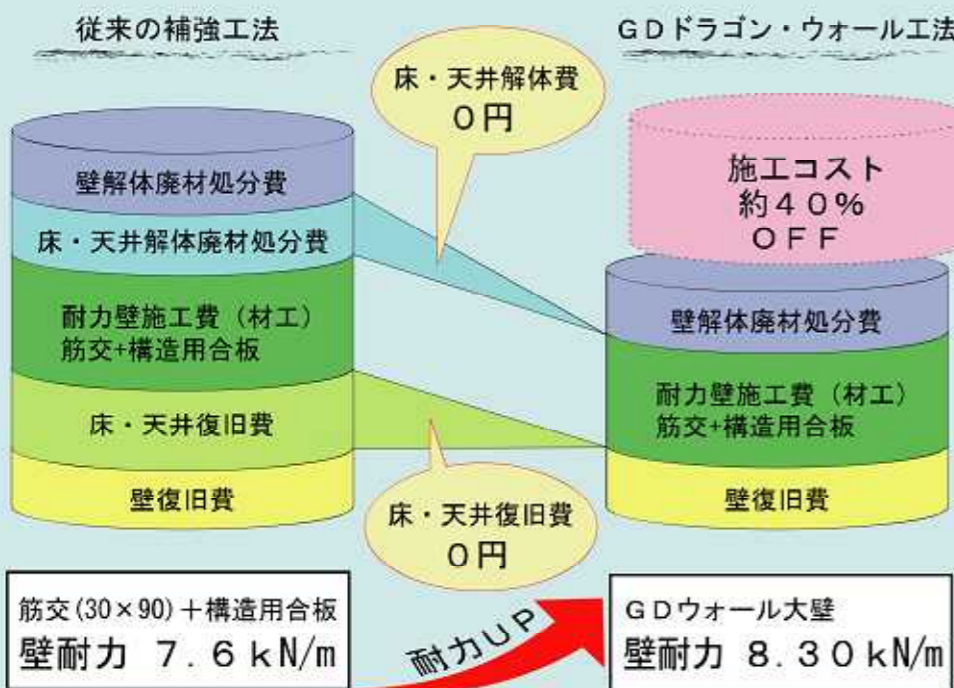 従来の補強工法
GDドラゴン・ウォール工法
床・天井解体費
0円
壁解体廃材処分費
床・天井解体廃材処分費
耐力壁施工費（材工）
筋交+構造用合板
床・天井復旧費
壁復旧費
施工コスト
約40%
OFF
壁解体廃材処分費
耐力壁施工費（材工）
筋交+構造用合板
壁復旧費
床・天井復旧費
0円
筋交(30×90)＋構造用合板
壁耐力 7.6kN/m
耐力UP
GDウォール大壁
壁耐力 8.30kN/m